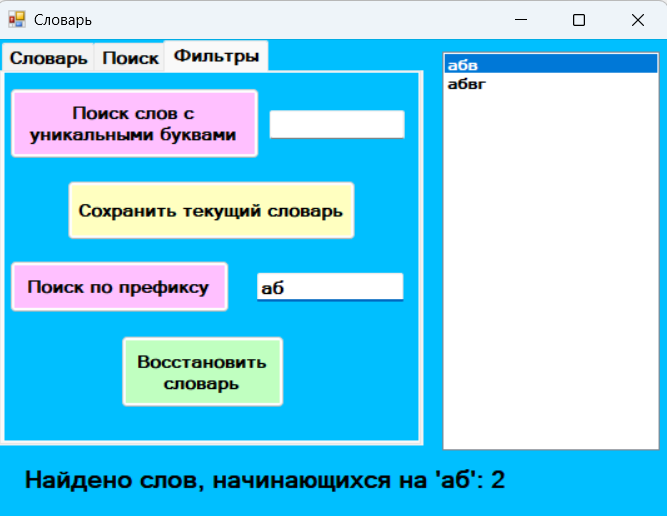 Словарь
Словарь Поиск Фильтры
Поиск слов с
уникальными буквами
Сохранить текущий словарь
Поиск по префиксу
аб
Восстановить
словарь
абв
абвг
Найдено слов, начинающихся на 'аб': 2